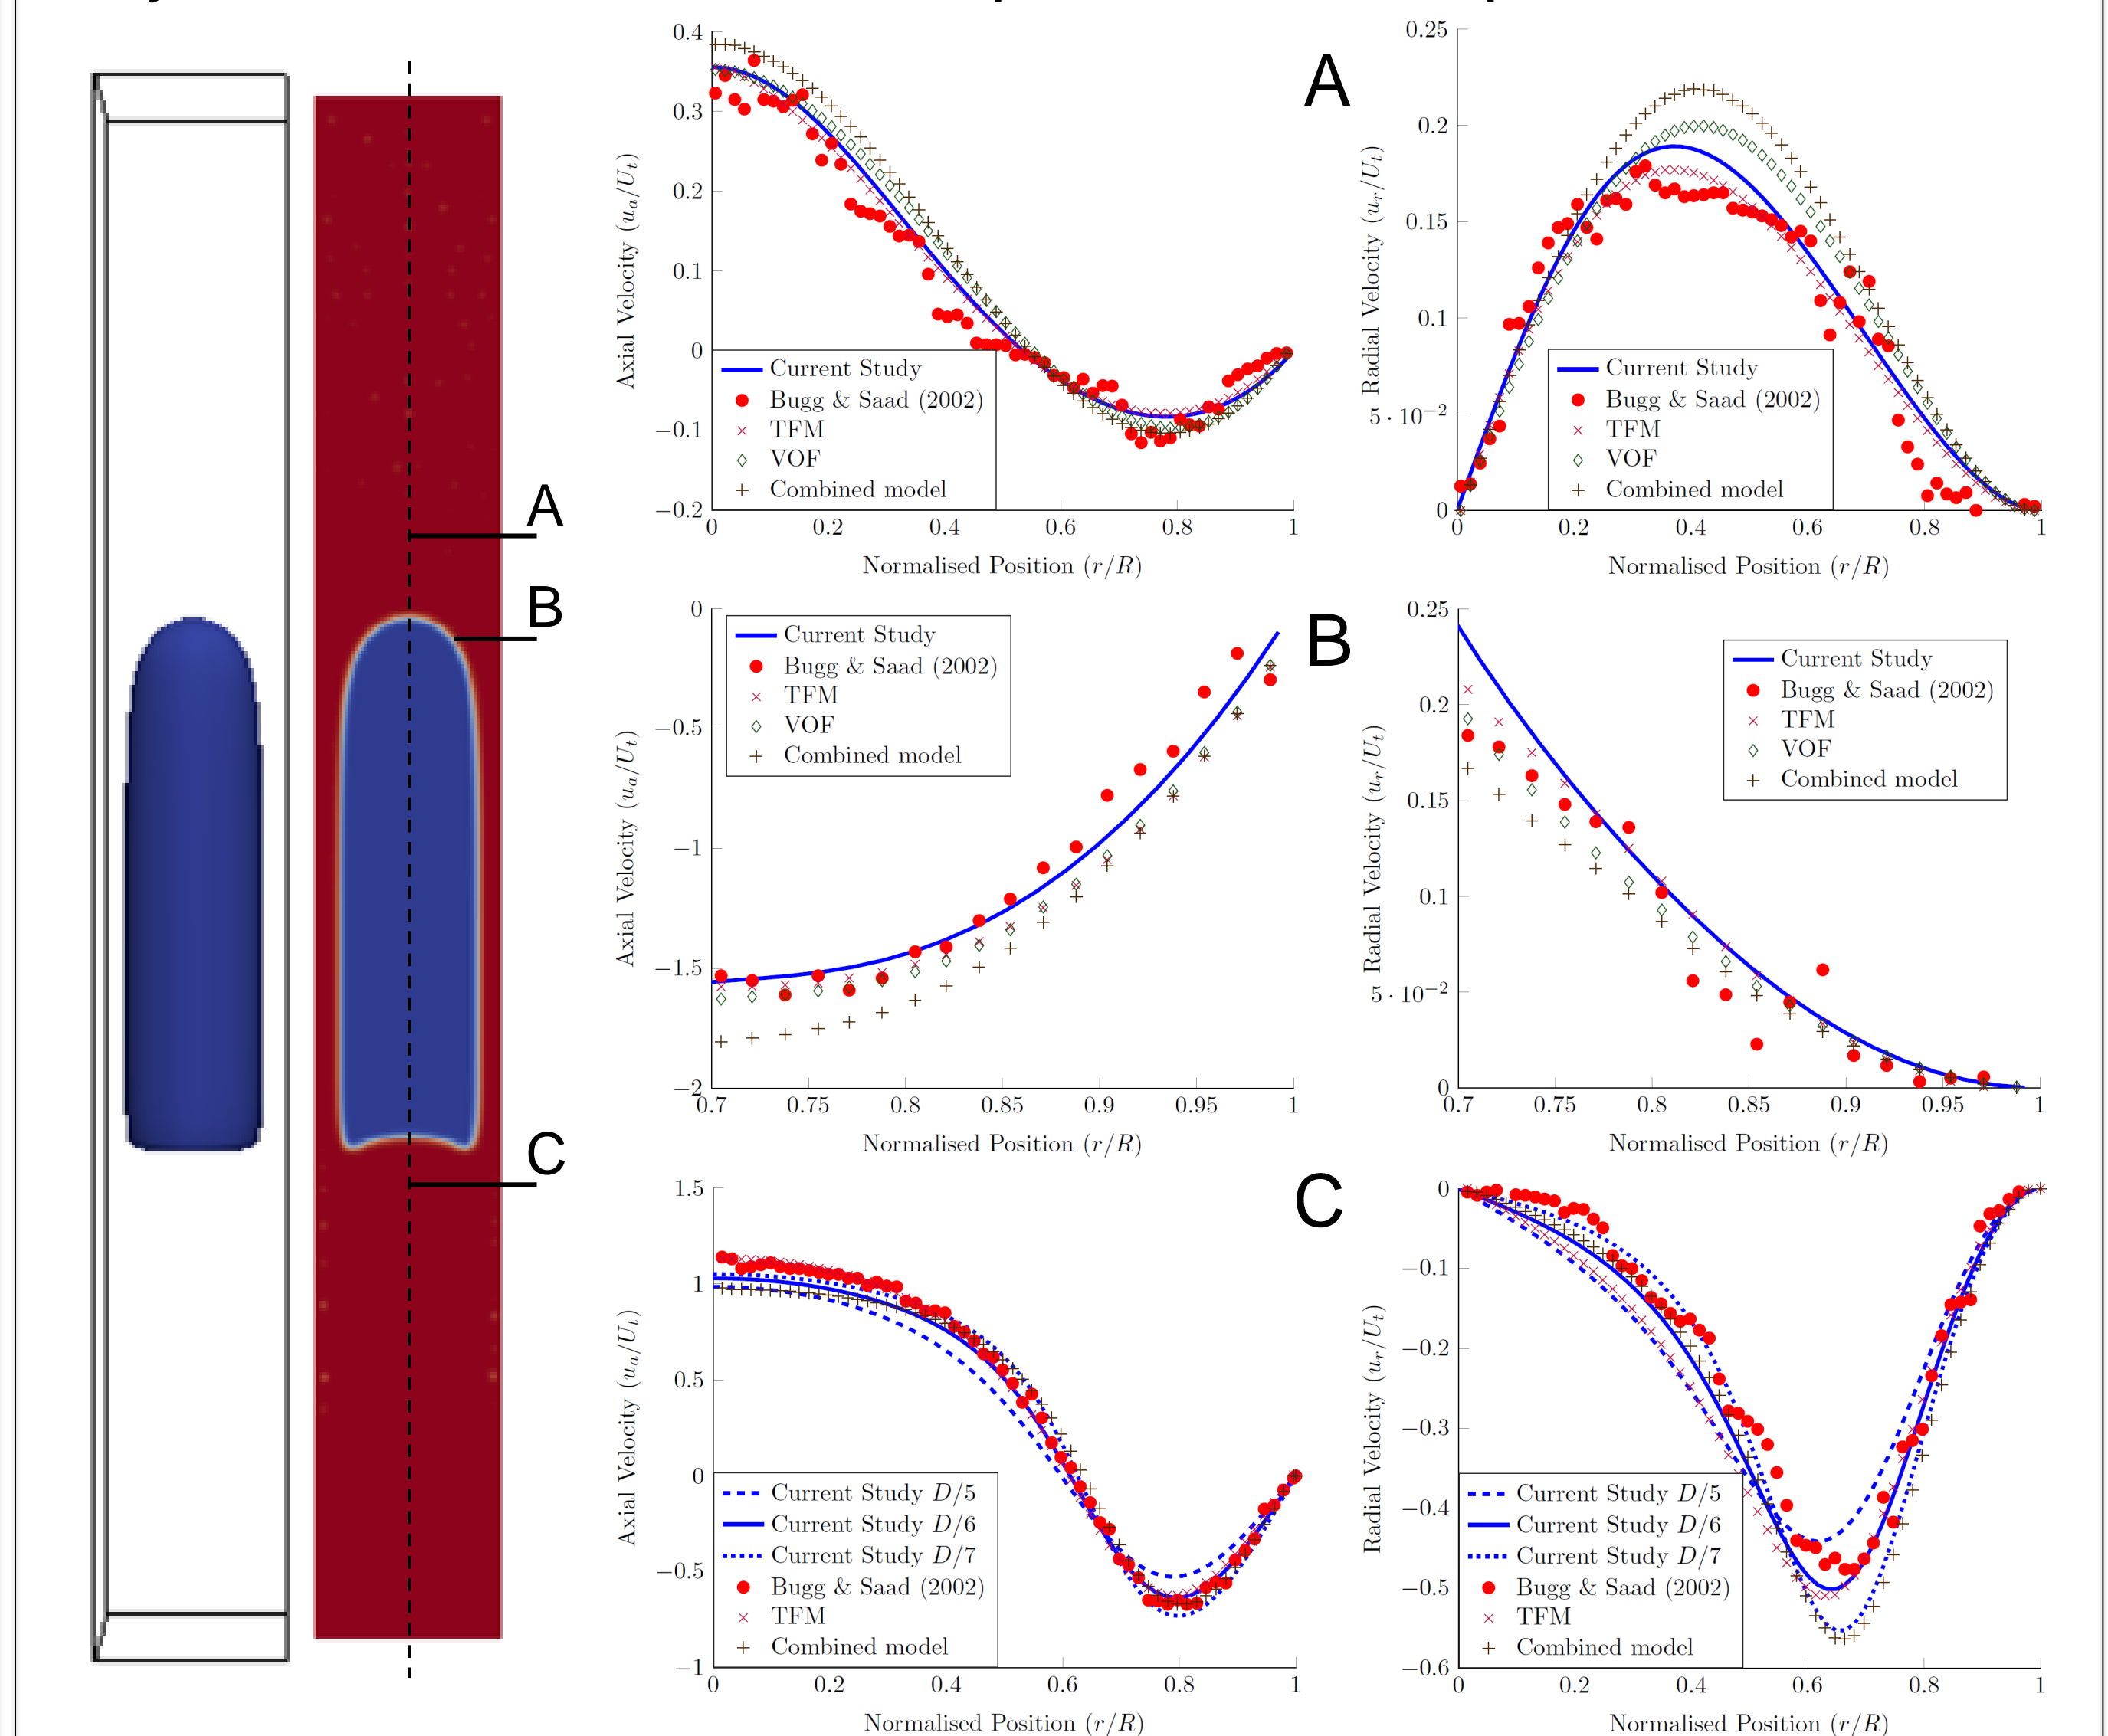 A
B
C
0.4
0.3
0.2
0.1
0
−0.1
−0.2
0 0.2 0.4 0.6 0.8 1
Axial Velocity (u_a/U_t)
Normalised Position (r/R)
Current Study
Bugg & Saad (2002)
TFM
VOF
Combined model
A
0.25
0.2
0.15
0.1
5 · 10⁻²
0
0 0.2 0.4 0.6 0.8 1
Radial Velocity (u_r/U_t)
Normalised Position (r/R)
Current Study
Bugg & Saad (2002)
TFM
VOF
Combined model
0
−0.5
−1
−1.5
−2
0.7 0.75 0.8 0.85 0.9 0.95 1
Axial Velocity (u_a/U_t)
Normalised Position (r/R)
Current Study
Bugg & Saad (2002)
TFM
VOF
Combined model
B
0.25
0.2
0.15
0.1
5 · 10⁻²
0
0.7 0.75 0.8 0.85 0.9 0.95 1
Radial Velocity (u_r/U_t)
Normalised Position (r/R)
Current Study
Bugg & Saad (2002)
TFM
VOF
Combined model
1.5
1
0.5
0
−0.5
−1
0 0.2 0.4 0.6 0.8 1
Axial Velocity (u_a/U_t)
Normalised Position (r/R)
Current Study D/5
Current Study D/6
Current Study D/7
Bugg & Saad (2002)
TFM
Combined model
C
0
−0.1
−0.2
−0.3
−0.4
−0.5
−0.6
0 0.2 0.4 0.6 0.8 1
Radial Velocity (u_r/U_t)
Normalised Position (r/R)
Current Study D/5
Current Study D/6
Current Study D/7
Bugg & Saad (2002)
TFM
Combined model